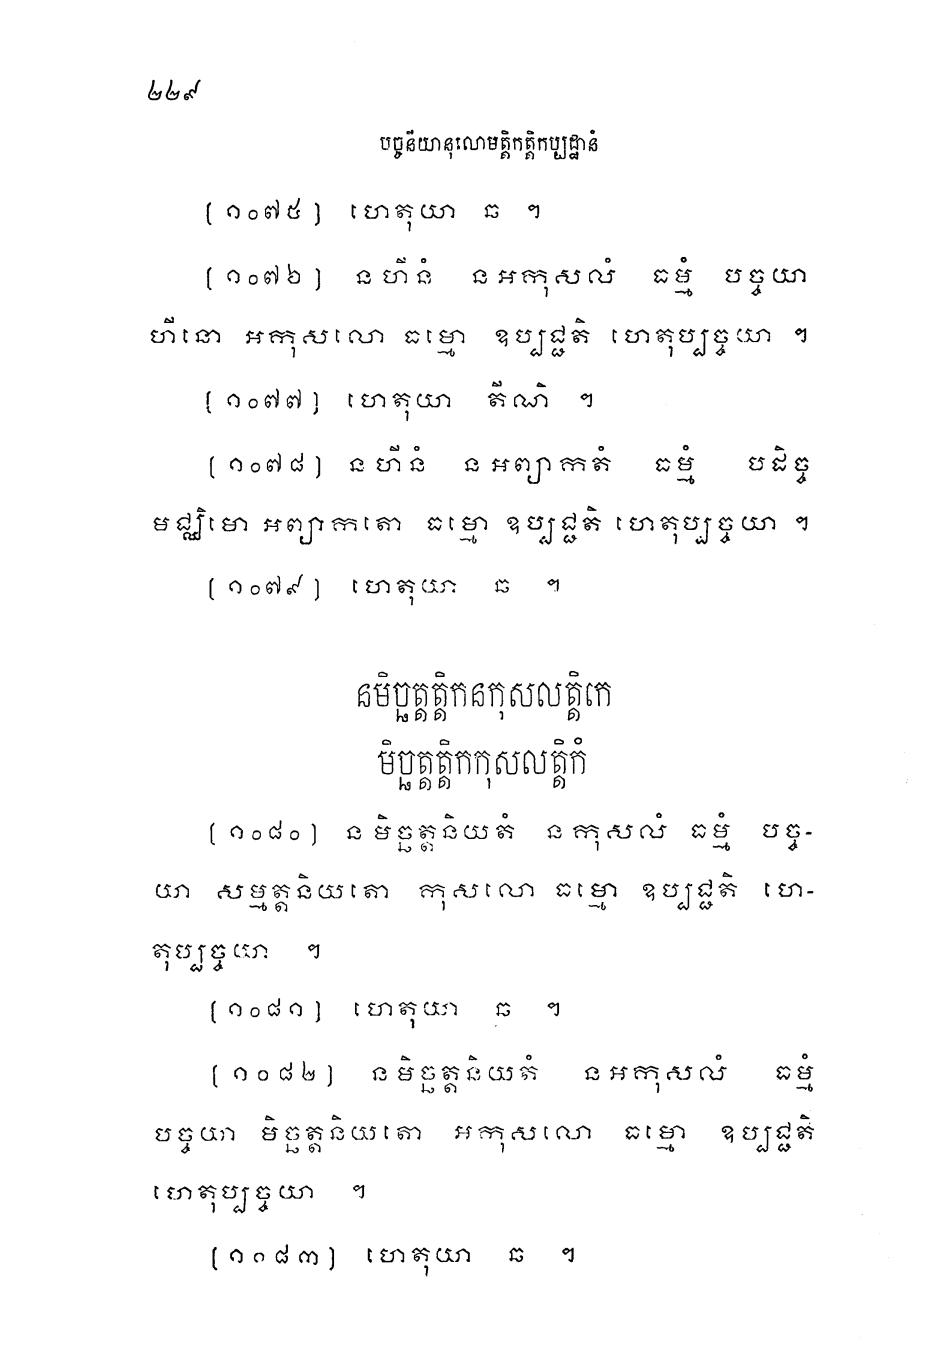 ២២៩
បច្ចនីយានុលោមត្តិកត្តិកប្បដ្ឋានំ
[១០៧៥] ហេតុយា ឆ ។
[១០៧៦] នហីនំ នអកុសលំ ធម្មំ បច្ចយា
ហីនោ អកុសលោ ធម្មោ ឧប្បជ្ជតិ ហេតុប្បច្ចយា ។
[១០៧៧] ហេតុយា តីណិ ។
[១០៧៨] នហីនំ នអព្យាកតំ ធម្មំ បដិច្ច
មជ្ឈិមោ អព្យាកតោ ធម្មោ ឧប្បជ្ជតិ ហេតុប្បច្ចយា ។
[១០៧៩] ហេតុយា ឆ ។
នមិច្ឆត្តត្តិកនកុសលត្តិកេ
មិច្ឆត្តត្តិកកុសលត្តិកំ
[១០៨០] នមិច្ឆត្តនិយតំ នកុសលំ ធម្មំ បច្ច-
យា សម្មត្តនិយតោ កុសលោ ធម្មោ ឧប្បជ្ជតិ ហេ-
តុប្បច្ចយា ។
[១០៨១] ហេតុយា ឆ ។
[១០៨២] នមិច្ឆត្តនិយតំ នអកុសលំ ធម្មំ
បច្ចយា មិច្ឆត្តនិយតោ អកុសលោ ធម្មោ ឧប្បជ្ជតិ
ហេតុប្បច្ចយា ។
[១០៨៣] ហេតុយា ឆ ។